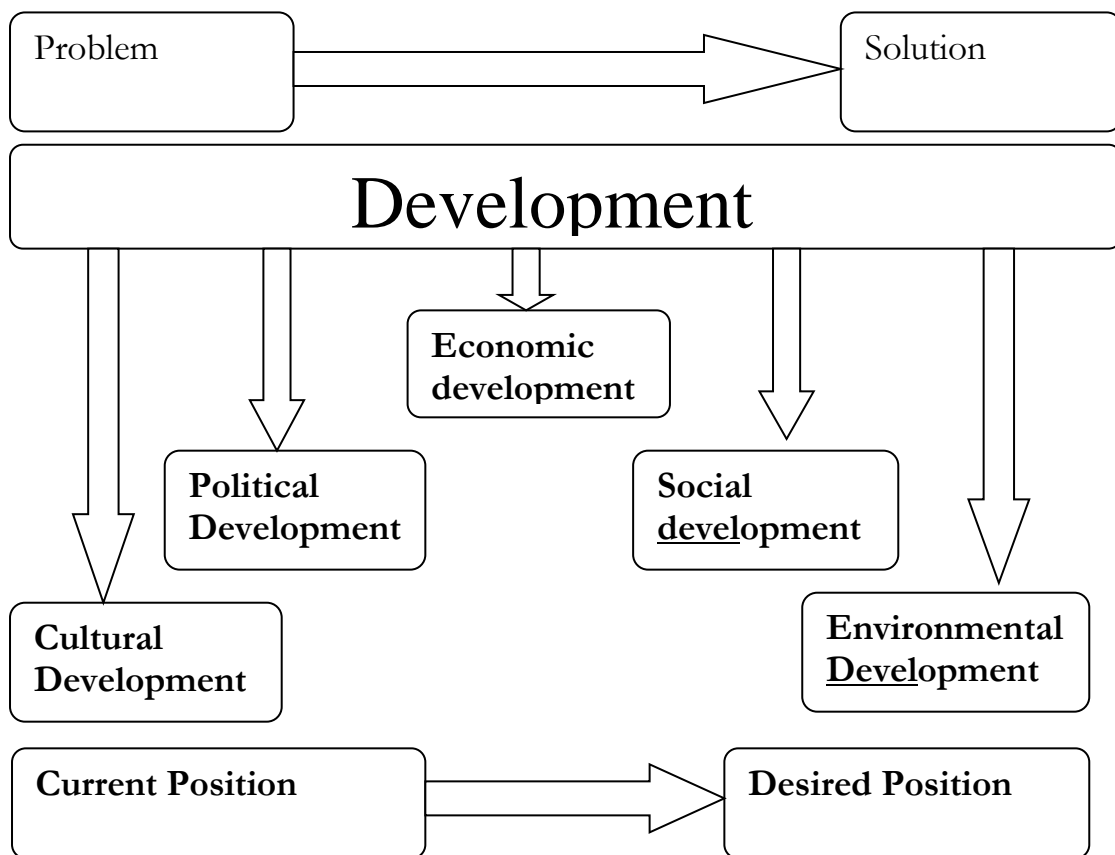 Problem
Solution
Development
Economic
development
Political
Development
Social
development
Cultural
Development
Environmental
Development
Current Position
Desired Position